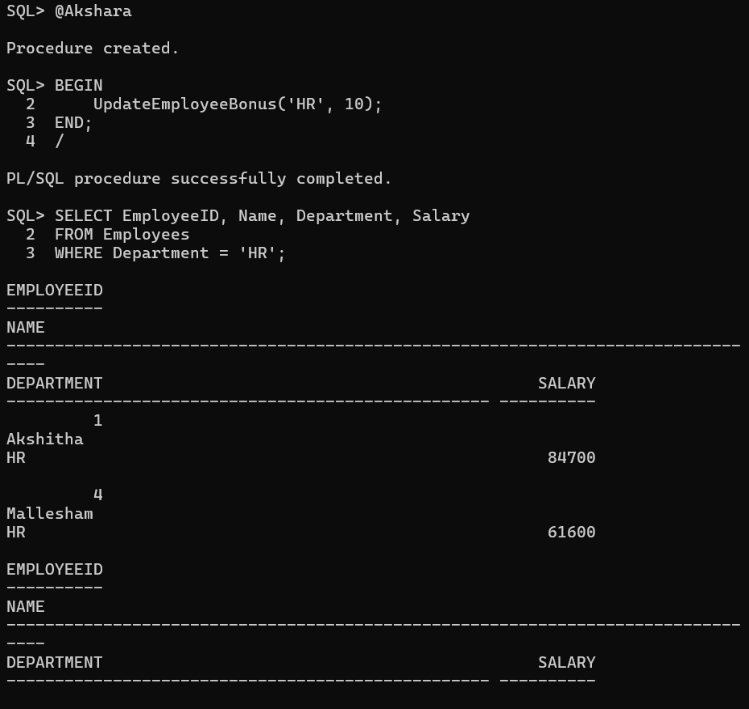 SQL> @Akshara
Procedure created.
SQL> BEGIN
  2      UpdateEmployeeBonus('HR', 10);
  3  END;
  4  /
PL/SQL procedure successfully completed.
SQL> SELECT EmployeeID, Name, Department, Salary
  2  FROM Employees
  3  WHERE Department = 'HR';
EMPLOYEEID
----------
NAME
----------------------------------------------------------------------------
----
DEPARTMENT                                             SALARY
-------------------------------------------------- ----------
         1
Akshitha
HR                                                      84700
         4
Mallesham
HR                                                      61600
EMPLOYEEID
----------
NAME
----------------------------------------------------------------------------
----
DEPARTMENT                                             SALARY
-------------------------------------------------- ----------